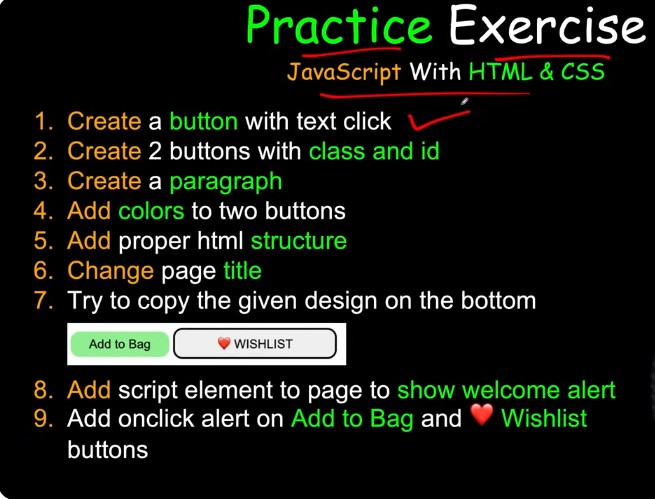 Practice Exercise
JavaScript With HTML & CSS
1. Create a button with text click
2. Create 2 buttons with class and id
3. Create a paragraph
4. Add colors to two buttons
5. Add proper html structure
6. Change page title
7. Try to copy the given design on the bottom
Add to Bag ❤️ WISHLIST
8. Add script element to page to show welcome alert
9. Add onclick alert on Add to Bag and ❤️ Wishlist
buttons